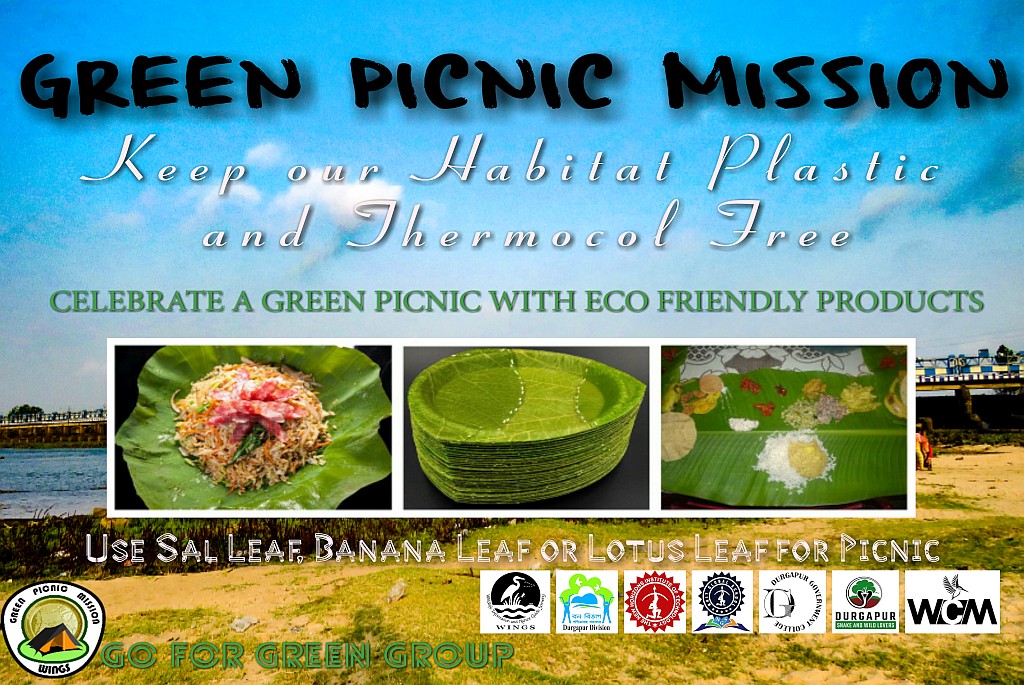 GREEN PICNIC MISSION
Keep our Habitat Plastic
and Thermocol Free
CELEBRATE A GREEN PICNIC WITH ECO FRIENDLY PRODUCTS
USE SAL LEAF, BANANA LEAF OR LOTUS LEAF FOR PICNIC
WINGS
Durgapur Division
DURGAPUR GOVERNMENT COLLEGE
DURGAPUR
SNAKE AND WILD LOVERS
WCM
GREEN PICNIC MISSION
WINGS
GO FOR GREEN GROUP